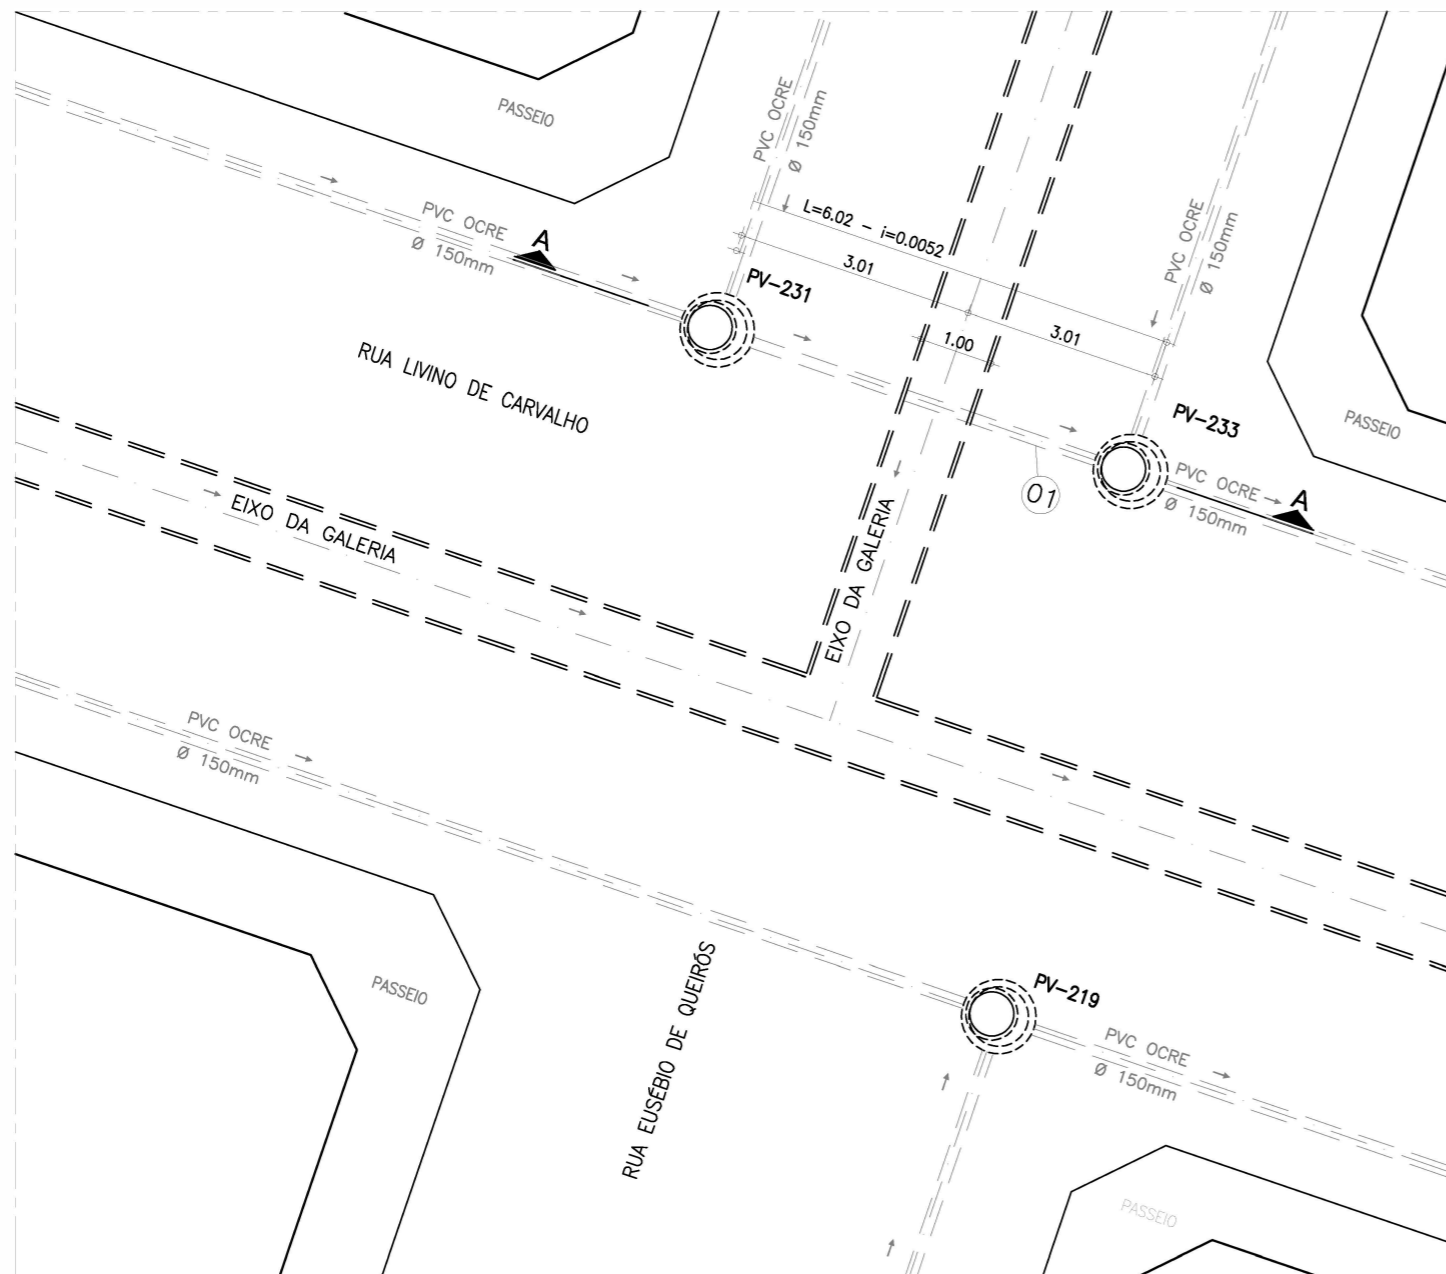 PASSEIO
PVC OCRE
Ø 150mm
PVC OCRE
Ø 150mm
A
L=6.02 - i=0.0052
3.01
3.01
1.00
PV-231
PVC OCRE
Ø 150mm
RUA LIVINO DE CARVALHO
PV-233
PASSEIO
01
PVC OCRE
Ø 150mm
A
EIXO DA GALERIA
EIXO DA GALERIA
PVC OCRE
Ø 150mm
PASSEIO
RUA EUSÉBIO DE QUEIRÓS
PV-219
PVC OCRE
Ø 150mm
PASSEIO